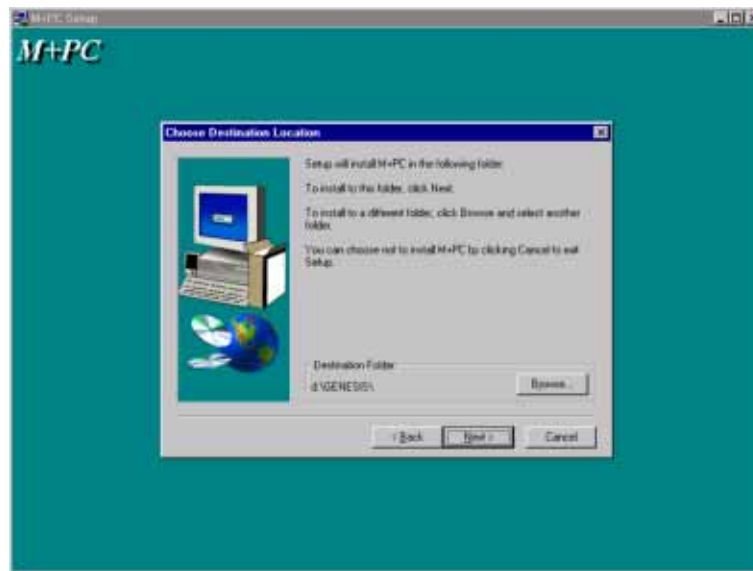 M+PC Setup
M+PC
Choose Destination Location
Setup will install M+PC in the following folder.
To install to this folder, click Next.
To install to a different folder, click Browse and select another
folder.
You can choose not to install M+PC by clicking Cancel to exit
Setup.
Destination Folder
d:\GENESIS\
Browse...
< Back
Next >
Cancel